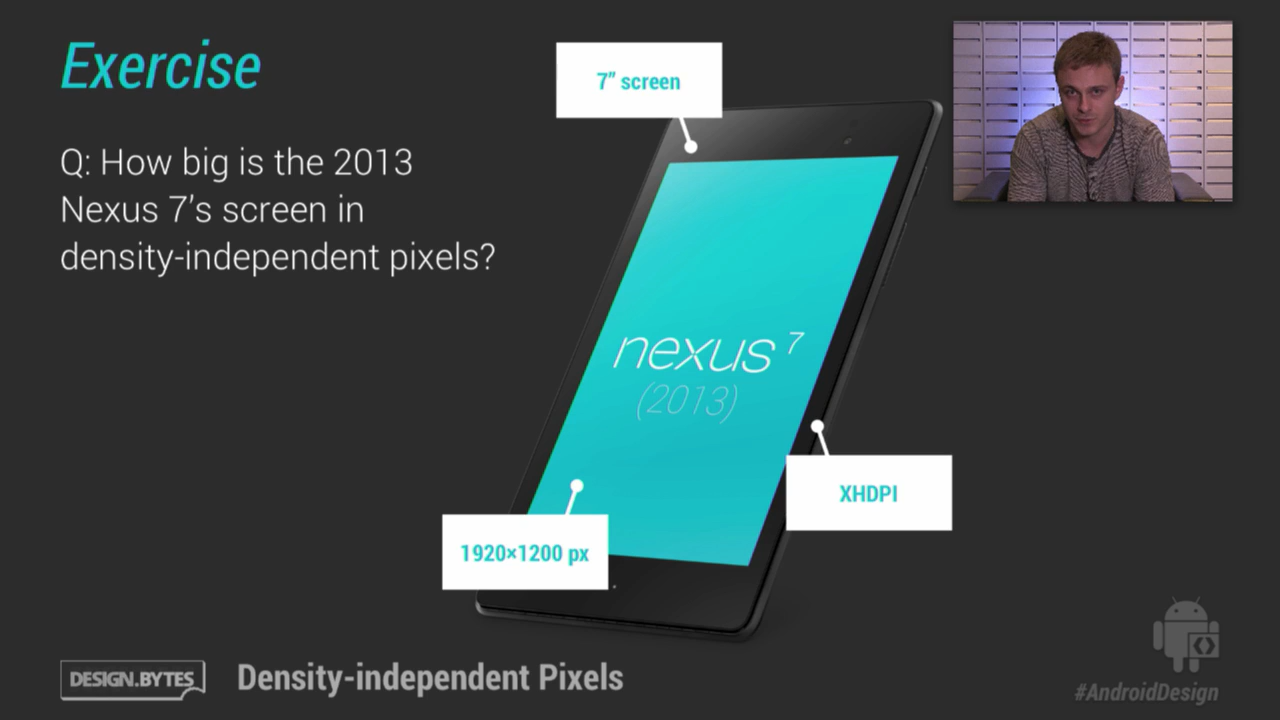 Exercise
7” screen
Q: How big is the 2013
Nexus 7’s screen in
density-independent pixels?
nexus 7
(2013)
XHDPI
1920×1200 px
DESIGN.BYTES
Density-independent Pixels
#AndroidDesign